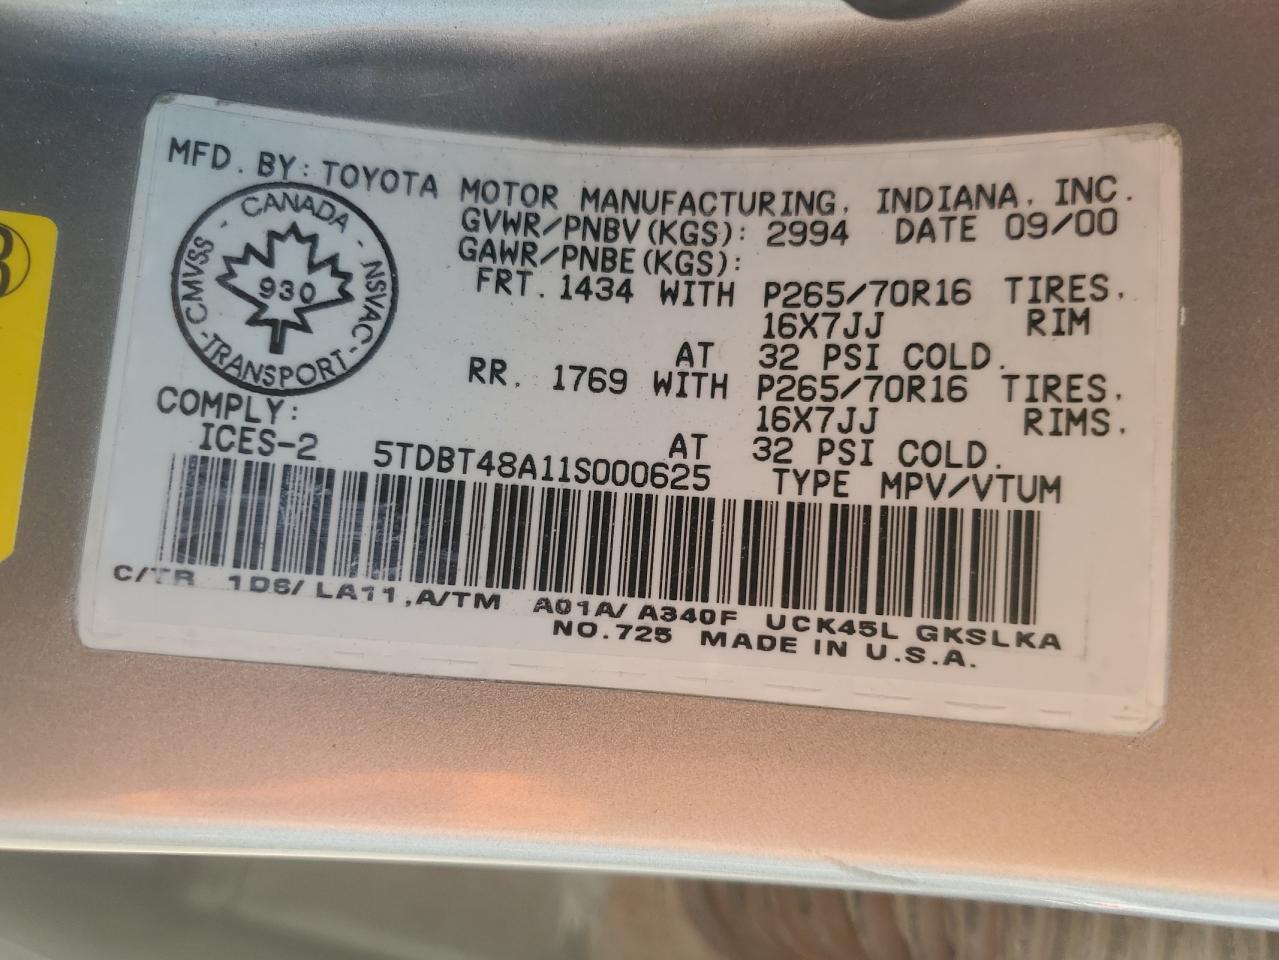 MFD. BY: TOYOTA MOTOR MANUFACTURING, INDIANA, INC.
CANADA - NSVAC - TRANSPORT - CMVSS -
930
GVWR/PNBV(KGS): 2994 DATE 09/00
GAWR/PNBE(KGS):
FRT. 1434 WITH P265/70R16 TIRES.
16X7JJ RIM
AT 32 PSI COLD.
RR. 1769 WITH P265/70R16 TIRES.
16X7JJ RIMS.
COMPLY:
ICES-2
AT 32 PSI COLD.
5TDBT48A11S000625 TYPE MPV/VTUM
C/TR 1D6/ LA11,A/TM A01A/ A340F UCK45L GKSLKA
NO.725 MADE IN U.S.A.